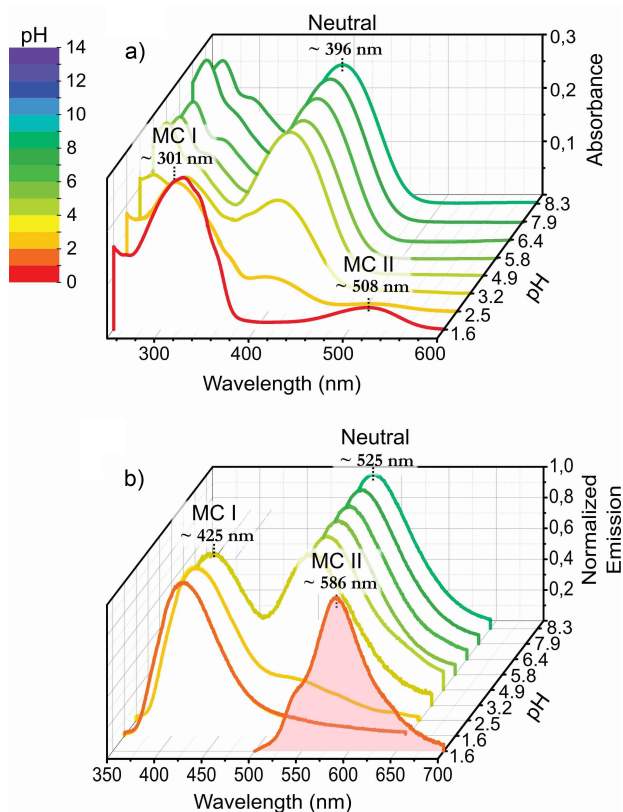 pH
14
12
10
8
6
4
2
0
a)
Neutral
~ 396 nm
MC I
~ 301 nm
MC II
~ 508 nm
0,3
0,2
0,1
Absorbance
8.3
7.9
6.4
5.8
4.9
3.2
2.5
1.6
pH
300 400 500 600
Wavelength (nm)
b)
Neutral
~ 525 nm
MC I
~ 425 nm
MC II
~ 586 nm
1,0
0,8
0,6
0,4
0,2
Normalized
Emission
8.3
7.9
6.4
5.8
4.9
3.2
2.5
1.6
1.6
pH
350 400 450 500 550 600 650 700
Wavelength (nm)